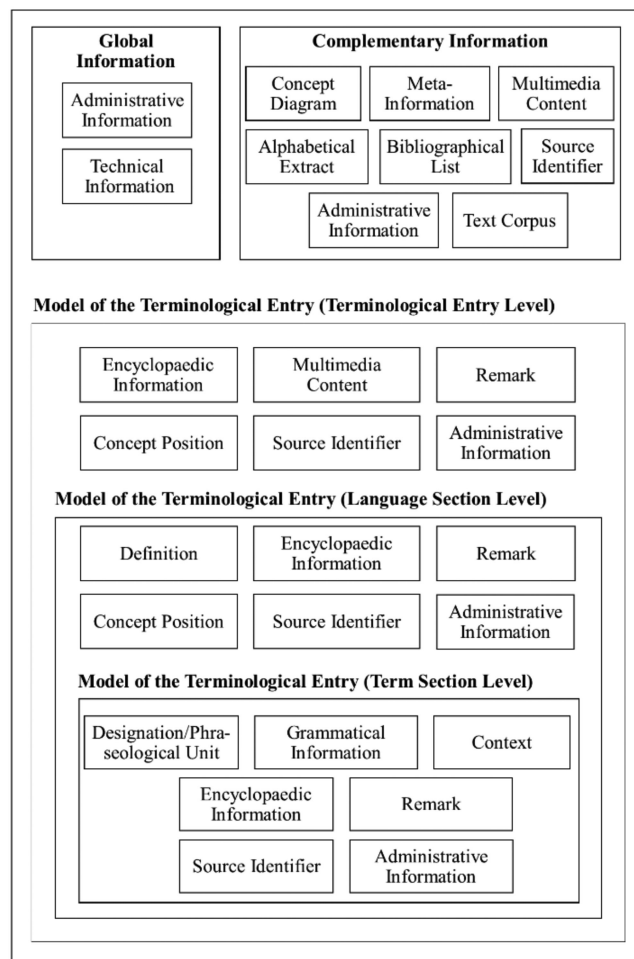 Global
Information
Administrative
Information
Technical
Information
Complementary Information
Concept
Diagram
Meta-
Information
Multimedia
Content
Alphabetical
Extract
Bibliographical
List
Source
Identifier
Administrative
Information
Text Corpus
Model of the Terminological Entry (Terminological Entry Level)
Encyclopaedic
Information
Multimedia
Content
Remark
Concept Position
Source Identifier
Administrative
Information
Model of the Terminological Entry (Language Section Level)
Definition
Encyclopaedic
Information
Remark
Concept Position
Source Identifier
Administrative
Information
Model of the Terminological Entry (Term Section Level)
Designation/Phra-
seological Unit
Grammatical
Information
Context
Encyclopaedic
Information
Remark
Source Identifier
Administrative
Information